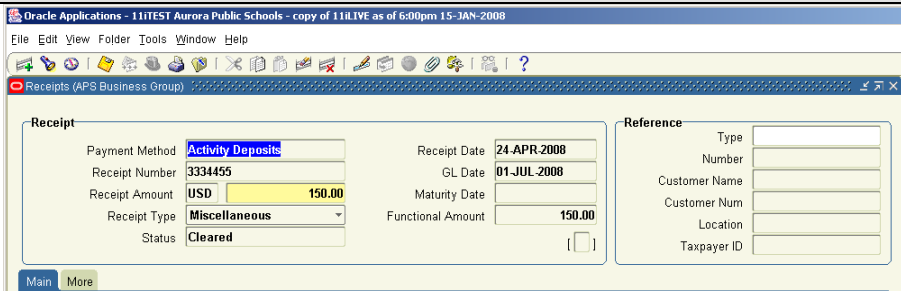 Oracle Applications - 11iTEST Aurora Public Schools - copy of 11iLIVE as of 6:00pm 15-JAN-2008
File Edit View Folder Tools Window Help
Receipts (APS Business Group)
Receipt
Payment Method Activity Deposits
Receipt Number 3334455
Receipt Amount USD 150.00
Receipt Type Miscellaneous
Status Cleared
Receipt Date 24-APR-2008
GL Date 01-JUL-2008
Maturity Date
Functional Amount 150.00
[ ]
Reference
Type
Number
Customer Name
Customer Num
Location
Taxpayer ID
Main More